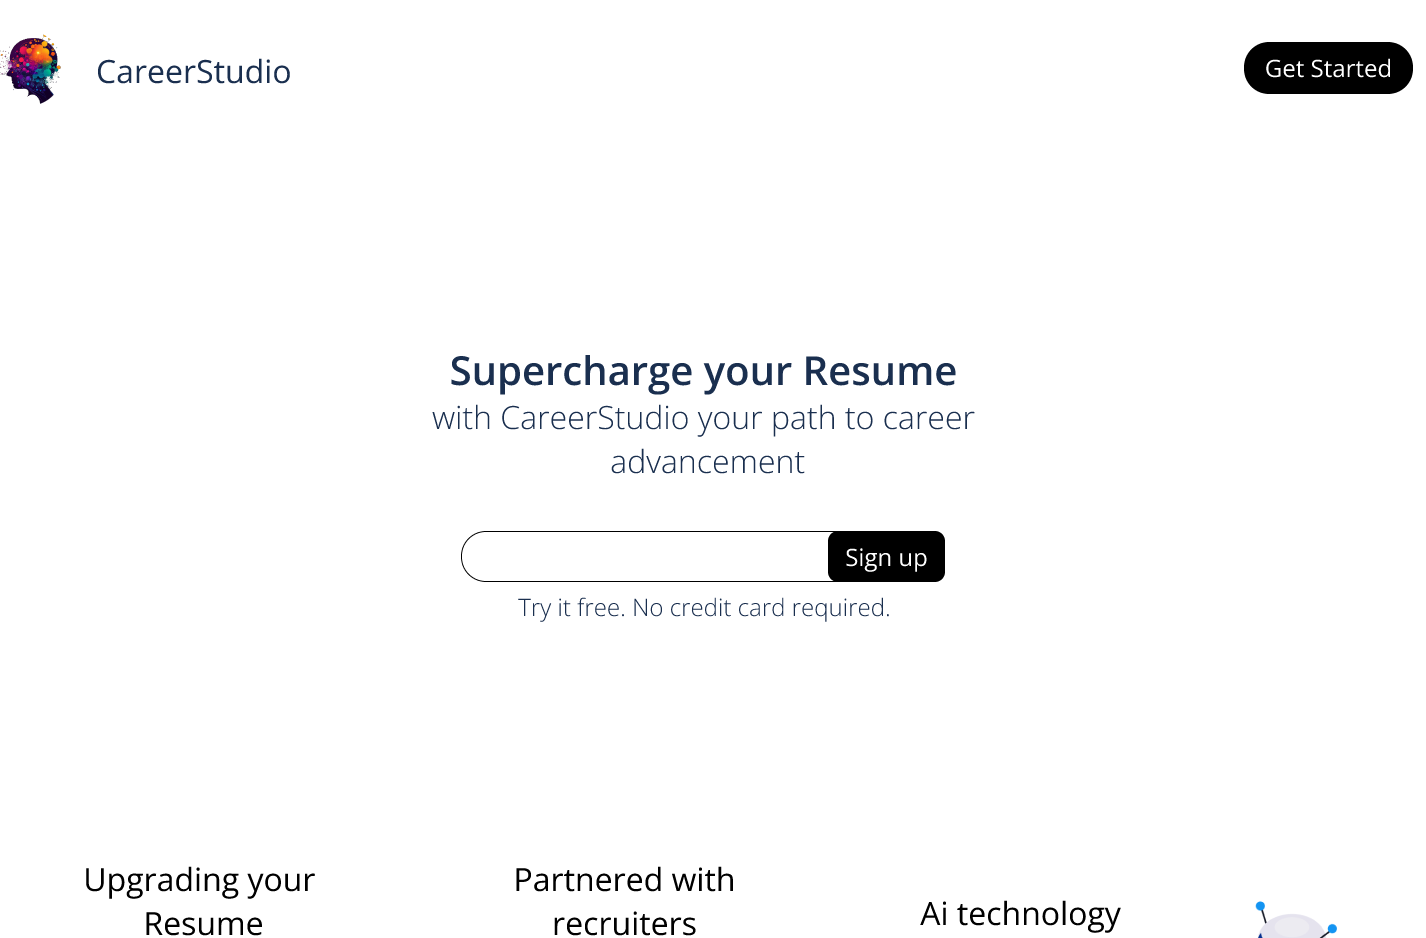 CareerStudio
Get Started
Supercharge your Resume
with CareerStudio your path to career
advancement
Sign up
Try it free. No credit card required.
Upgrading your
Resume
Partnered with
recruiters
Ai technology